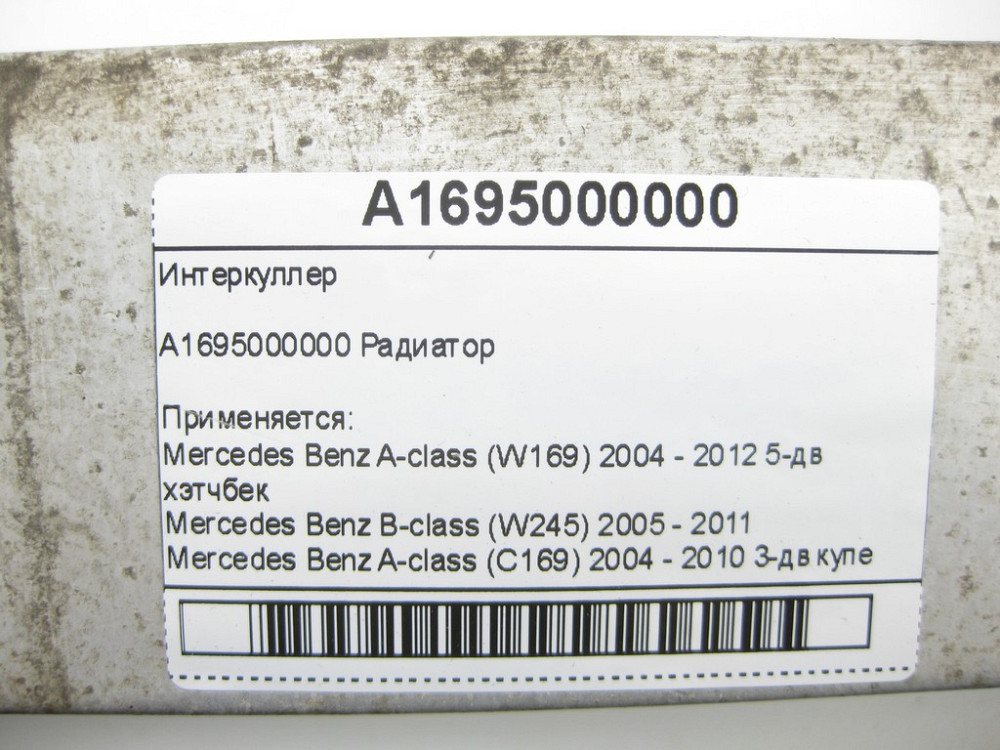 A1695000000
Интеркуллер
A1695000000 Радиатор
Применяется:
Mercedes Benz A-class (W169) 2004 - 2012 5-дв
хэтчбек
Mercedes Benz B-class (W245) 2005 - 2011
Mercedes Benz A-class (C169) 2004 - 2010 3-дв купе